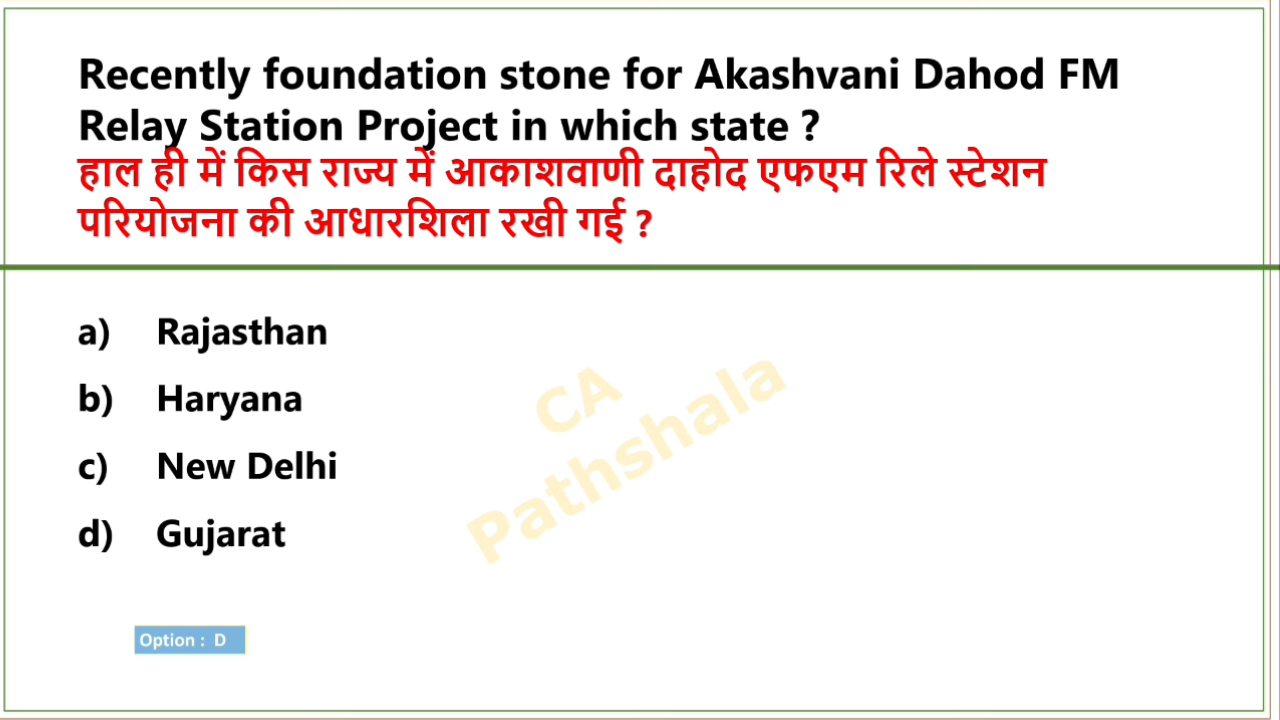 Recently foundation stone for Akashvani Dahod FM
Relay Station Project in which state ?
हाल ही में किस राज्य में आकाशवाणी दाहोद एफएम रिले स्टेशन
परियोजना की आधारशिला रखी गई ?
a) Rajasthan
b) Haryana
c) New Delhi
d) Gujarat
CA
Pathshala
Option : D